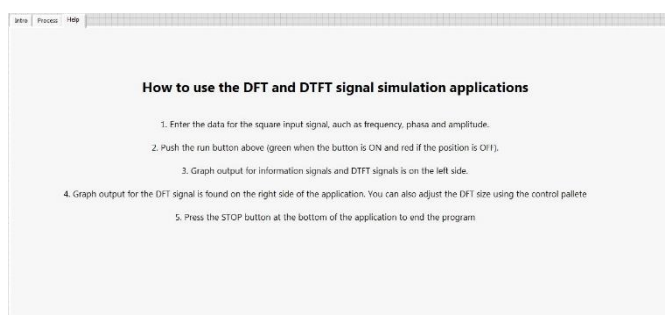 Intro Process Help
How to use the DFT and DTFT signal simulation applications
1. Enter the data for the square input signal, auch as frequency, phasa and amplitude.
2. Push the run button above (green when the button is ON and red if the position is OFF).
3. Graph output for information signals and DTFT signals is on the left side.
4. Graph output for the DFT signal is found on the right side of the application. You can also adjust the DFT size using the control pallete
5. Press the STOP button at the bottom of the application to end the program